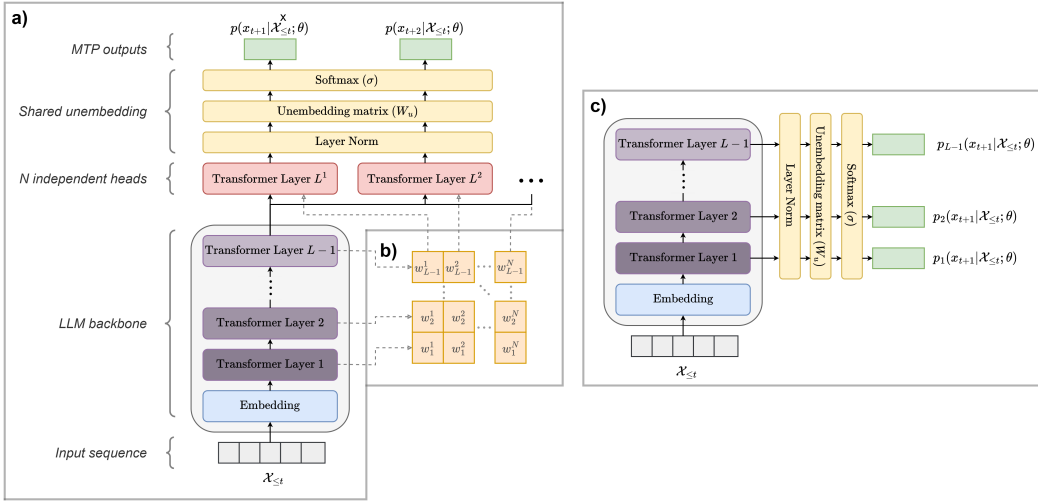 a)
x
p(x_{t+1}|𝒳_{≤t}; θ) p(x_{t+2}|𝒳_{≤t}; θ)
MTP outputs
Softmax (σ)
Shared unembedding
Unembedding matrix (W_u)
Layer Norm
N independent heads
Transformer Layer L^1 Transformer Layer L^2 ...
LLM backbone
Transformer Layer L − 1
Transformer Layer 2
Transformer Layer 1
Embedding
Input sequence
𝒳_{≤t}
b)
w^1_{L−1} w^2_{L−1} w^N_{L−1}
w^1_2 w^2_2 w^N_2
w^1_1 w^2_1 w^N_1
c)
Transformer Layer L − 1
Transformer Layer 2
Transformer Layer 1
Embedding
𝒳_{≤t}
Layer Norm
Unembedding matrix (W_u)
Softmax (σ)
p_{L−1}(x_{t+1}|𝒳_{≤t}; θ)
p_2(x_{t+1}|𝒳_{≤t}; θ)
p_1(x_{t+1}|𝒳_{≤t}; θ)